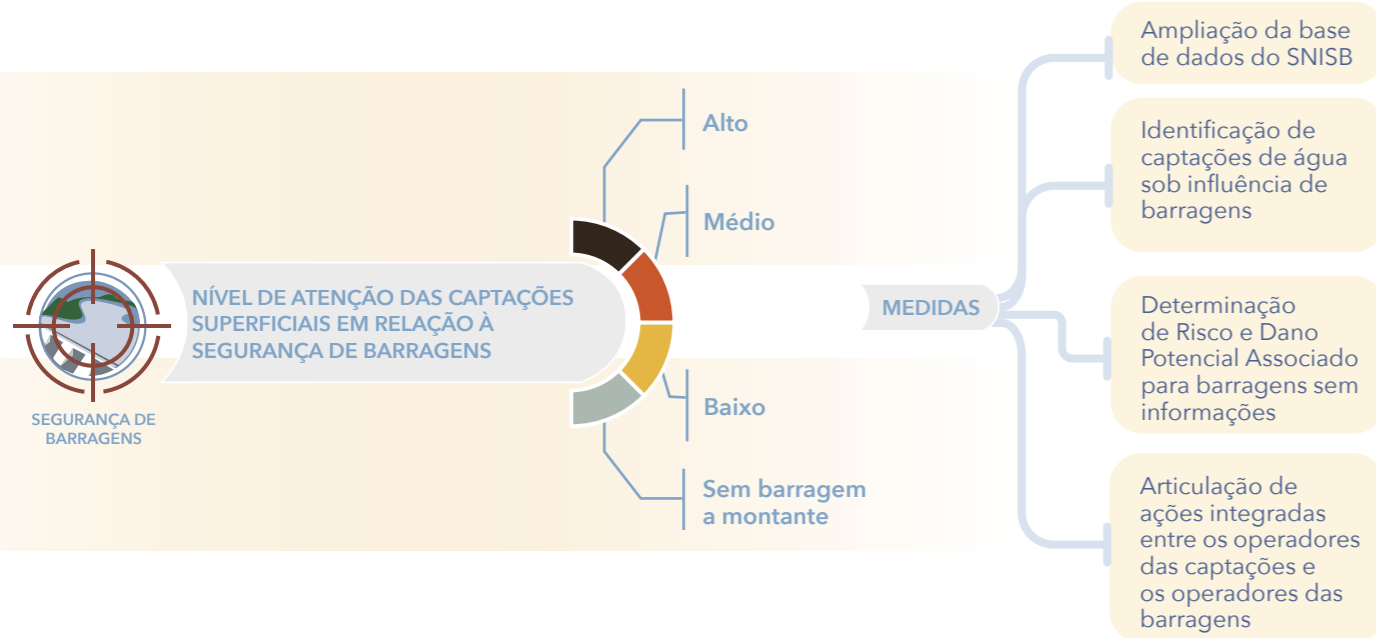 SEGURANÇA DE
BARRAGENS
NÍVEL DE ATENÇÃO DAS CAPTAÇÕES
SUPERFICIAIS EM RELAÇÃO À
SEGURANÇA DE BARRAGENS
Alto
Médio
Baixo
Sem barragem
a montante
MEDIDAS
Ampliação da base
de dados do SNISB
Identificação de
captações de água
sob influência de
barragens
Determinação
de Risco e Dano
Potencial Associado
para barragens sem
informações
Articulação de
ações integradas
entre os operadores
das captações e
os operadores das
barragens